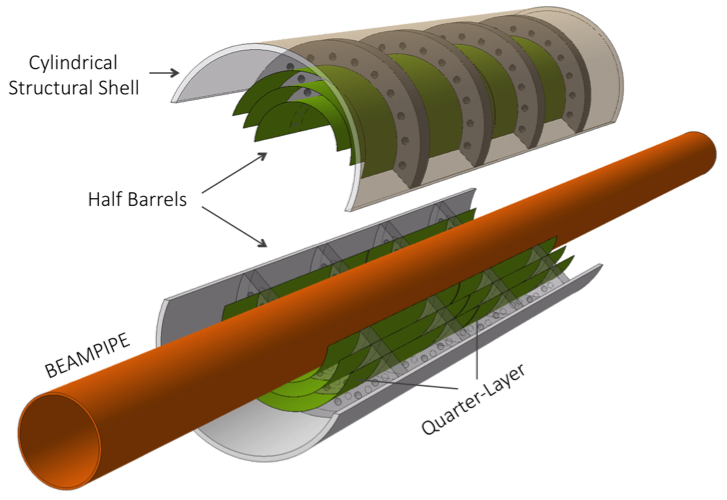 Cylindrical
Structural Shell
Half Barrels
BEAMPIPE
Quarter-Layer